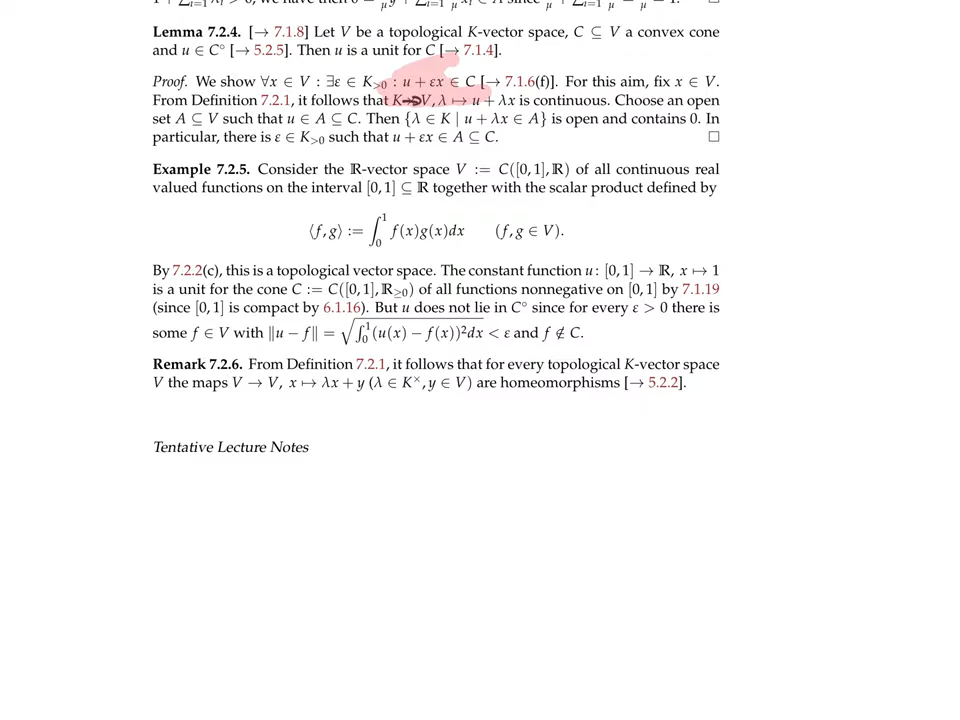 Lemma 7.2.4. [→ 7.1.8] Let V be a topological K-vector space, C ⊆ V a convex cone
and u ∈ C° [→ 5.2.5]. Then u is a unit for C [→ 7.1.4].
Proof. We show ∀x ∈ V : ∃ε ∈ K>0 : u + εx ∈ C [→ 7.1.6(f)]. For this aim, fix x ∈ V.
From Definition 7.2.1, it follows that K → V, λ ↦ u + λx is continuous. Choose an open
set A ⊆ V such that u ∈ A ⊆ C. Then {λ ∈ K | u + λx ∈ A} is open and contains 0. In
particular, there is ε ∈ K>0 such that u + εx ∈ A ⊆ C. □
Example 7.2.5. Consider the ℝ-vector space V := C([0, 1], ℝ) of all continuous real
valued functions on the interval [0, 1] ⊆ ℝ together with the scalar product defined by
⟨f, g⟩ := ∫₀¹ f(x)g(x)dx (f, g ∈ V).
By 7.2.2(c), this is a topological vector space. The constant function u: [0, 1] → ℝ, x ↦ 1
is a unit for the cone C := C([0, 1], ℝ≥0) of all functions nonnegative on [0, 1] by 7.1.19
(since [0, 1] is compact by 6.1.16). But u does not lie in C° since for every ε > 0 there is
some f ∈ V with ‖u − f‖ = √(∫₀¹(u(x) − f(x))²dx) < ε and f ∉ C.
Remark 7.2.6. From Definition 7.2.1, it follows that for every topological K-vector space
V the maps V → V, x ↦ λx + y (λ ∈ K×, y ∈ V) are homeomorphisms [→ 5.2.2].
Tentative Lecture Notes